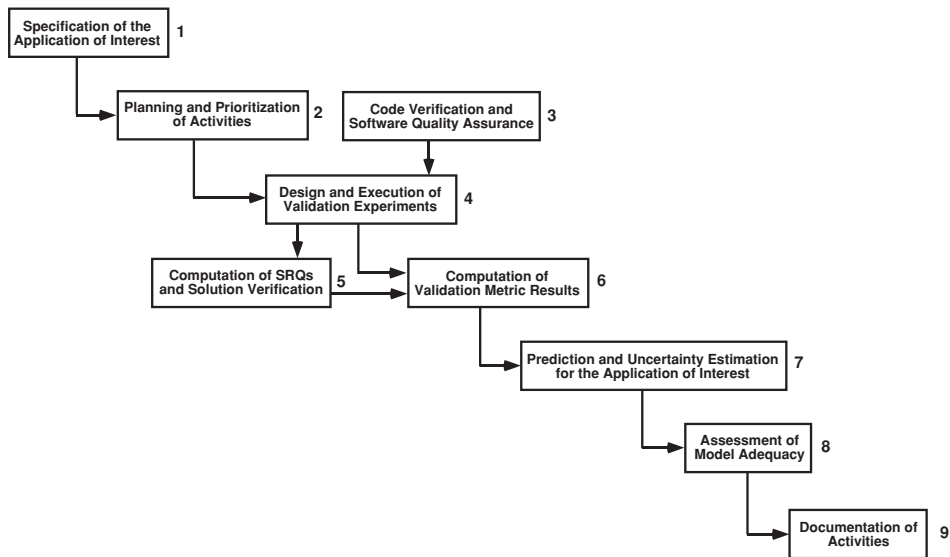 Specification of the
Application of Interest
1
Planning and Prioritization
of Activities
2
Code Verification and
Software Quality Assurance
3
Design and Execution of
Validation Experiments
4
Computation of SRQs
and Solution Verification
5
Computation of
Validation Metric Results
6
Prediction and Uncertainty Estimation
for the Application of Interest
7
Assessment of
Model Adequacy
8
Documentation of
Activities
9